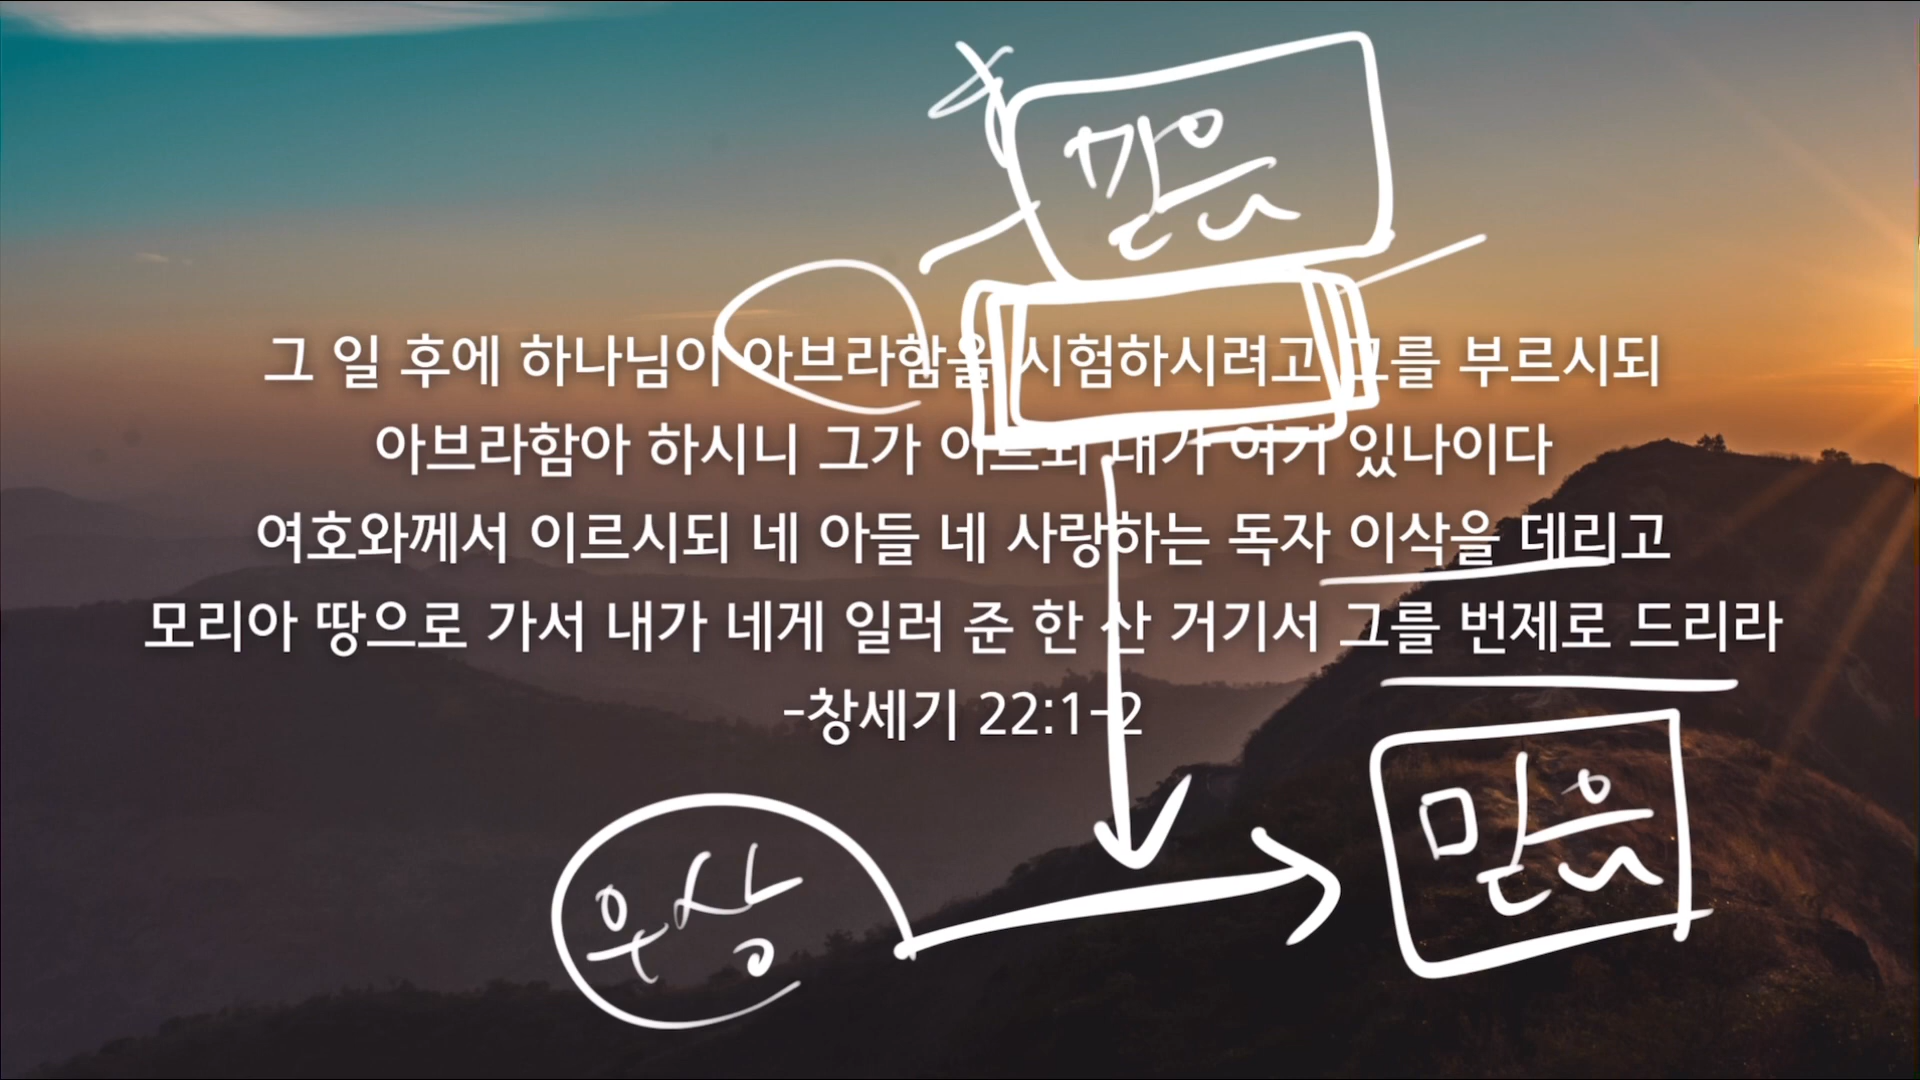 믿음
그 일 후에 하나님이 아브라함을 시험하시려고 그를 부르시되
아브라함아 하시니 그가 이르되 내가 여기 있나이다
여호와께서 이르시되 네 아들 네 사랑하는 독자 이삭을 데리고
모리아 땅으로 가서 내가 네게 일러 준 한 산 거기서 그를 번제로 드리라
-창세기 22:1-2
우상
믿음